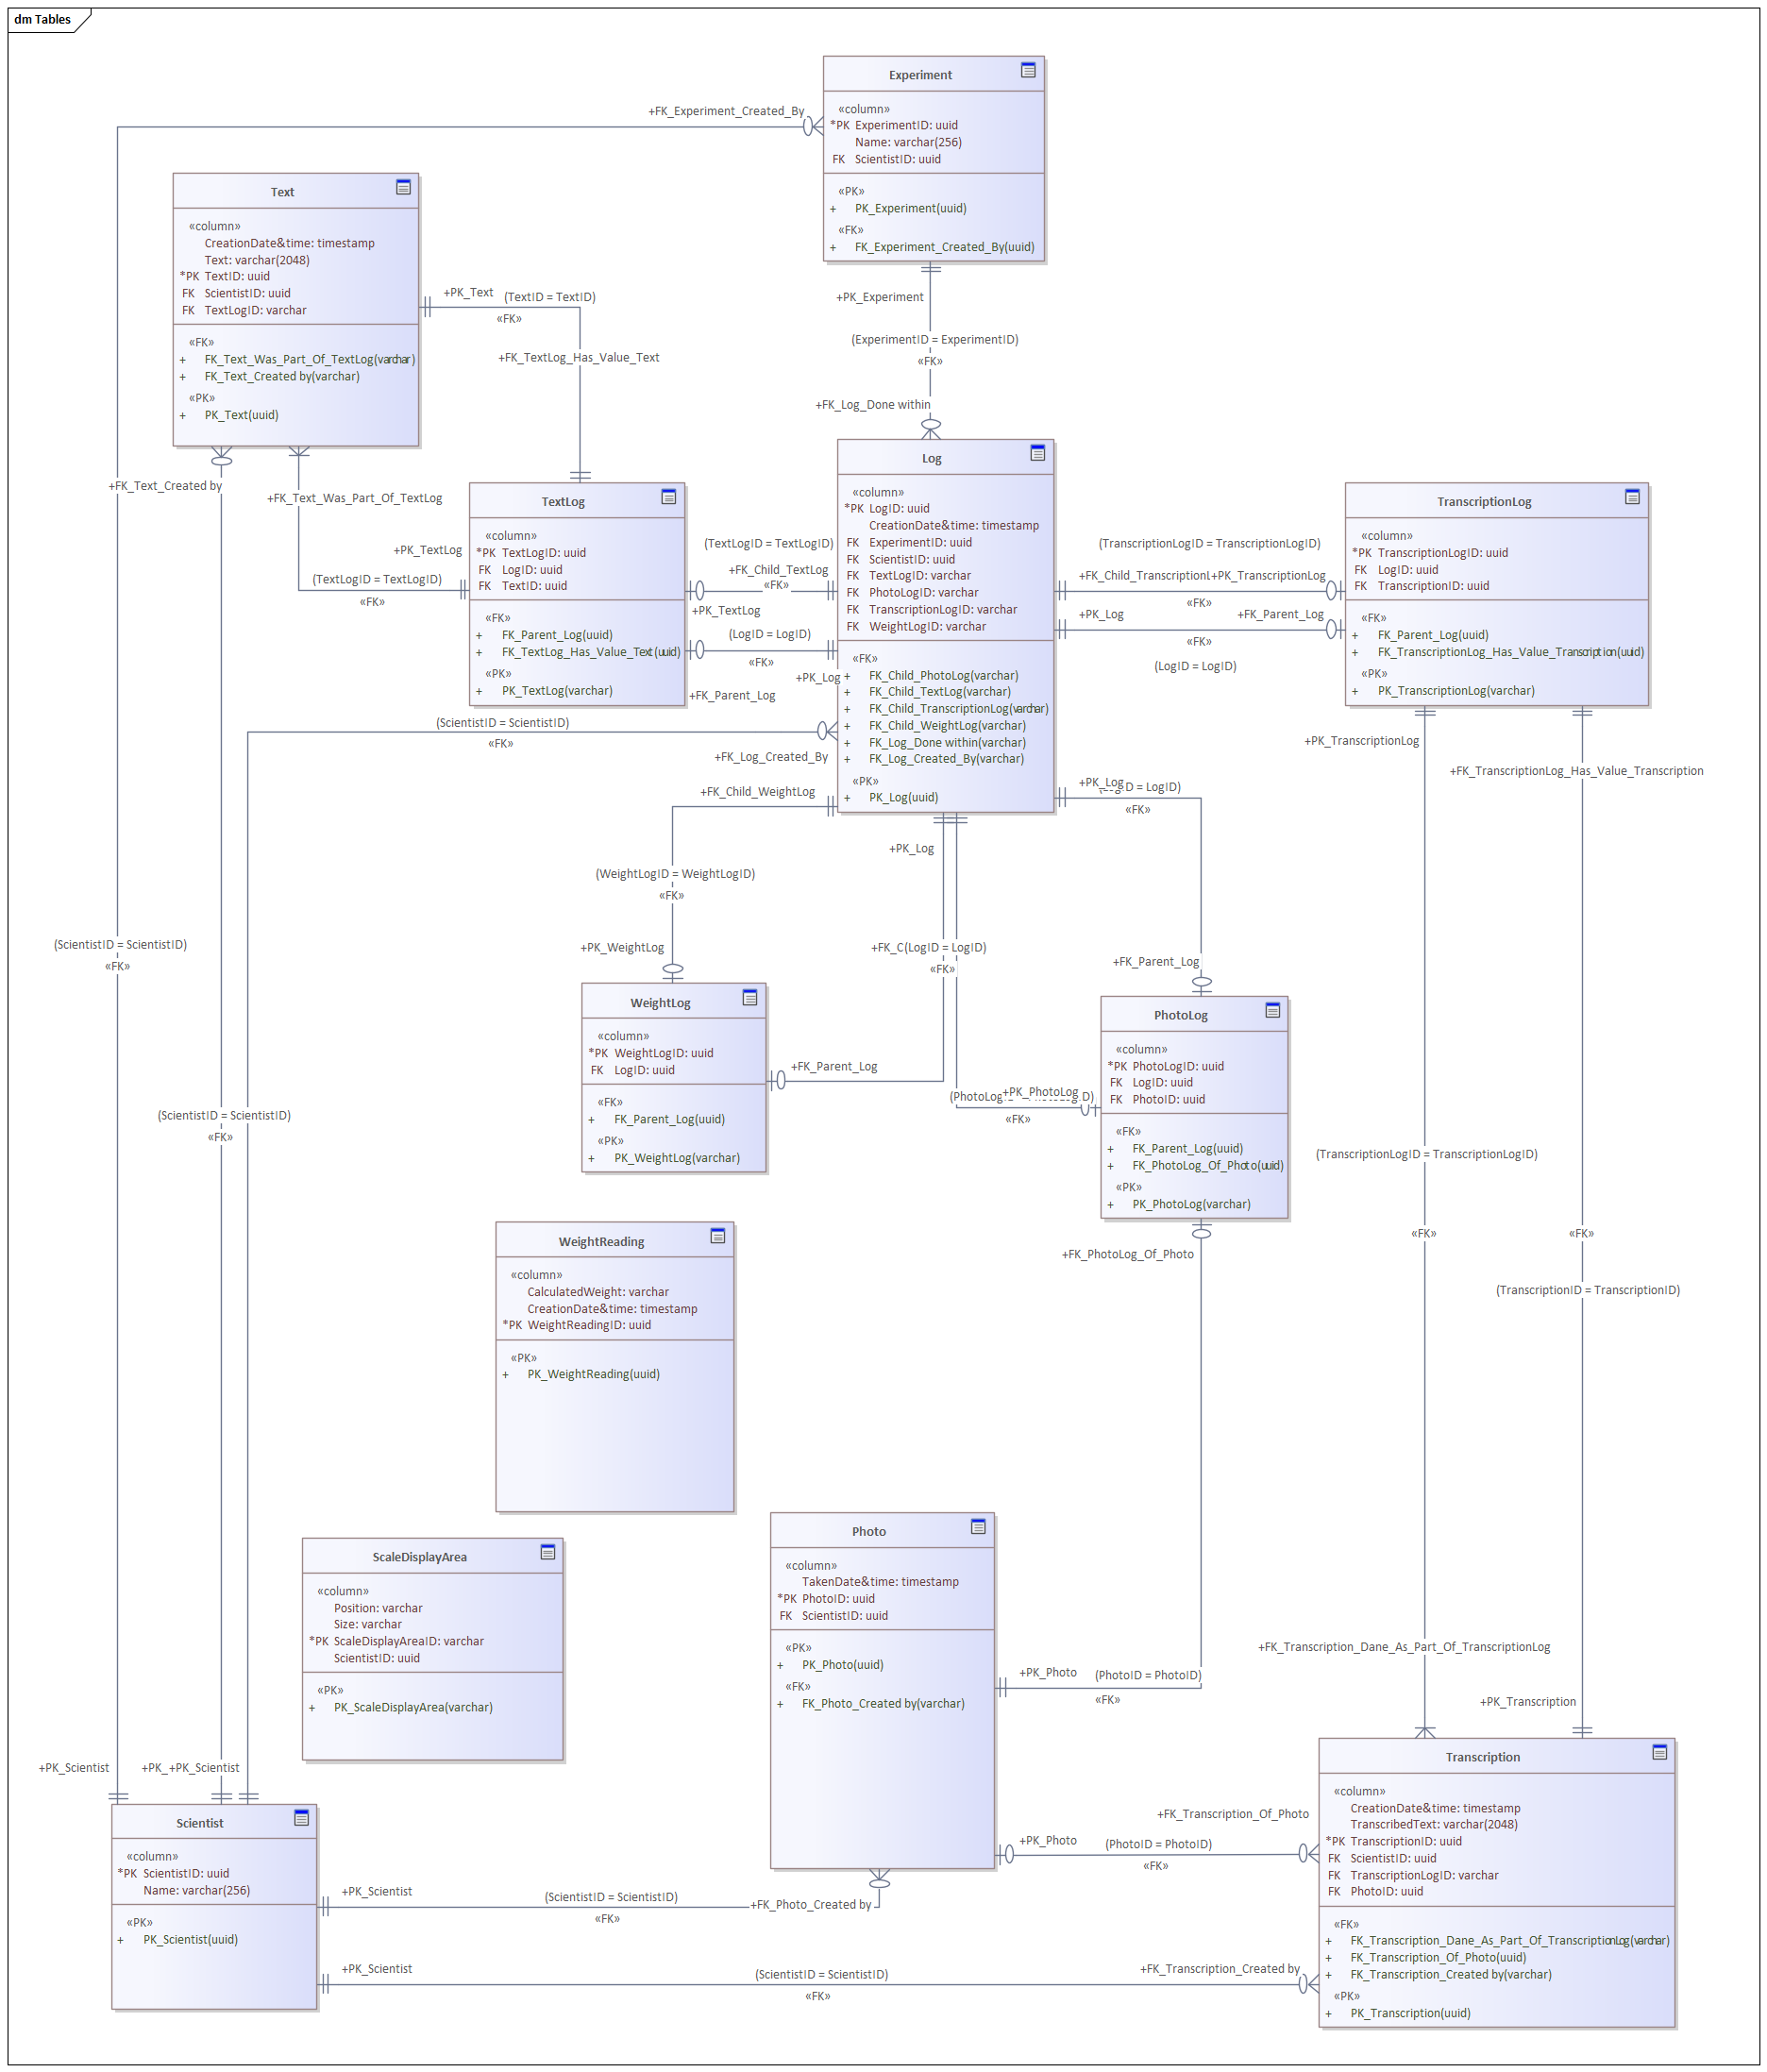 dm Tables
Experiment
«column»
*PK ExperimentID: uuid
Name: varchar(256)
FK ScientistID: uuid
«PK»
+ PK_Experiment(uuid)
«FK»
+ FK_Experiment_Created_By(uuid)
+FK_Experiment_Created_By
Text
«column»
CreationDate&time: timestamp
Text: varchar(2048)
*PK TextID: uuid
FK ScientistID: uuid
FK TextLogID: varchar
«FK»
+ FK_Text_Was_Part_Of_TextLog(varchar)
+ FK_Text_Created by(varchar)
«PK»
+ PK_Text(uuid)
+PK_Text
(TextID = TextID)
«FK»
+FK_TextLog_Has_Value_Text
+PK_Experiment
(ExperimentID = ExperimentID)
«FK»
+FK_Log_Done within
+FK_Text_Created by
+FK_Text_Was_Part_Of_TextLog
+PK_TextLog
(TextLogID = TextLogID)
«FK»
TextLog
«column»
*PK TextLogID: uuid
FK LogID: uuid
FK TextID: uuid
«FK»
+ FK_Parent_Log(uuid)
+ FK_TextLog_Has_Value_Text(uuid)
«PK»
+ PK_TextLog(varchar)
(TextLogID = TextLogID)
+FK_Child_TextLog
«FK»
+PK_TextLog
(LogID = LogID)
«FK»
+PK_Log
+FK_Parent_Log
Log
«column»
*PK LogID: uuid
CreationDate&time: timestamp
FK ExperimentID: uuid
FK ScientistID: uuid
FK TextLogID: varchar
FK PhotoLogID: varchar
FK TranscriptionLogID: varchar
FK WeightLogID: varchar
«FK»
+ FK_Child_PhotoLog(varchar)
+ FK_Child_TextLog(varchar)
+ FK_Child_TranscriptionLog(varchar)
+ FK_Child_WeightLog(varchar)
+ FK_Log_Done within(varchar)
+ FK_Log_Created_By(varchar)
«PK»
+ PK_Log(uuid)
(TranscriptionLogID = TranscriptionLogID)
+FK_Child_TranscriptionL+PK_TranscriptionLog
«FK»
+PK_Log
+FK_Parent_Log
«FK»
(LogID = LogID)
TranscriptionLog
«column»
*PK TranscriptionLogID: uuid
FK LogID: uuid
FK TranscriptionID: uuid
«FK»
+ FK_Parent_Log(uuid)
+ FK_TranscriptionLog_Has_Value_Transcription(uuid)
«PK»
+ PK_TranscriptionLog(varchar)
(ScientistID = ScientistID)
«FK»
+FK_Log_Created_By
+PK_TranscriptionLog
+FK_TranscriptionLog_Has_Value_Transcription
+FK_Child_WeightLog
(WeightLogID = WeightLogID)
«FK»
+PK_WeightLog
+PK_Log
+FK_C(LogID = LogID)
«FK»
+PK_Log
D = LogID)
«FK»
+FK_Parent_Log
(ScientistID = ScientistID)
«FK»
WeightLog
«column»
*PK WeightLogID: uuid
FK LogID: uuid
«FK»
+ FK_Parent_Log(uuid)
«PK»
+ PK_WeightLog(varchar)
+FK_Parent_Log
PhotoLog
«column»
*PK PhotoLogID: uuid
FK LogID: uuid
FK PhotoID: uuid
«FK»
+ FK_Parent_Log(uuid)
+ FK_PhotoLog_Of_Photo(uuid)
«PK»
+ PK_PhotoLog(varchar)
+PK_PhotoLog
(PhotoLog
«FK»
(ScientistID = ScientistID)
«FK»
(TranscriptionLogID = TranscriptionLogID)
«FK»
«FK»
(TranscriptionID = TranscriptionID)
+FK_PhotoLog_Of_Photo
WeightReading
«column»
CalculatedWeight: varchar
CreationDate&time: timestamp
*PK WeightReadingID: uuid
«PK»
+ PK_WeightReading(uuid)
ScaleDisplayArea
«column»
Position: varchar
Size: varchar
*PK ScaleDisplayAreaID: varchar
ScientistID: uuid
«PK»
+ PK_ScaleDisplayArea(varchar)
Photo
«column»
TakenDate&time: timestamp
*PK PhotoID: uuid
FK ScientistID: uuid
«PK»
+ PK_Photo(uuid)
«FK»
+ FK_Photo_Created by(varchar)
+PK_Photo
(PhotoID = PhotoID)
«FK»
+FK_Transcription_Dane_As_Part_Of_TranscriptionLog
+PK_Transcription
+PK_Scientist
+PK_+PK_Scientist
Scientist
«column»
*PK ScientistID: uuid
Name: varchar(256)
«PK»
+ PK_Scientist(uuid)
+PK_Scientist
(ScientistID = ScientistID)
«FK»
+FK_Photo_Created by
+PK_Photo
(PhotoID = PhotoID)
«FK»
+FK_Transcription_Of_Photo
+PK_Scientist
(ScientistID = ScientistID)
«FK»
+FK_Transcription_Created by
Transcription
«column»
CreationDate&time: timestamp
TranscribedText: varchar(2048)
*PK TranscriptionID: uuid
FK ScientistID: uuid
FK TranscriptionLogID: varchar
FK PhotoID: uuid
«FK»
+ FK_Transcription_Dane_As_Part_Of_TranscriptionLog(varchar)
+ FK_Transcription_Of_Photo(uuid)
+ FK_Transcription_Created by(varchar)
«PK»
+ PK_Transcription(uuid)